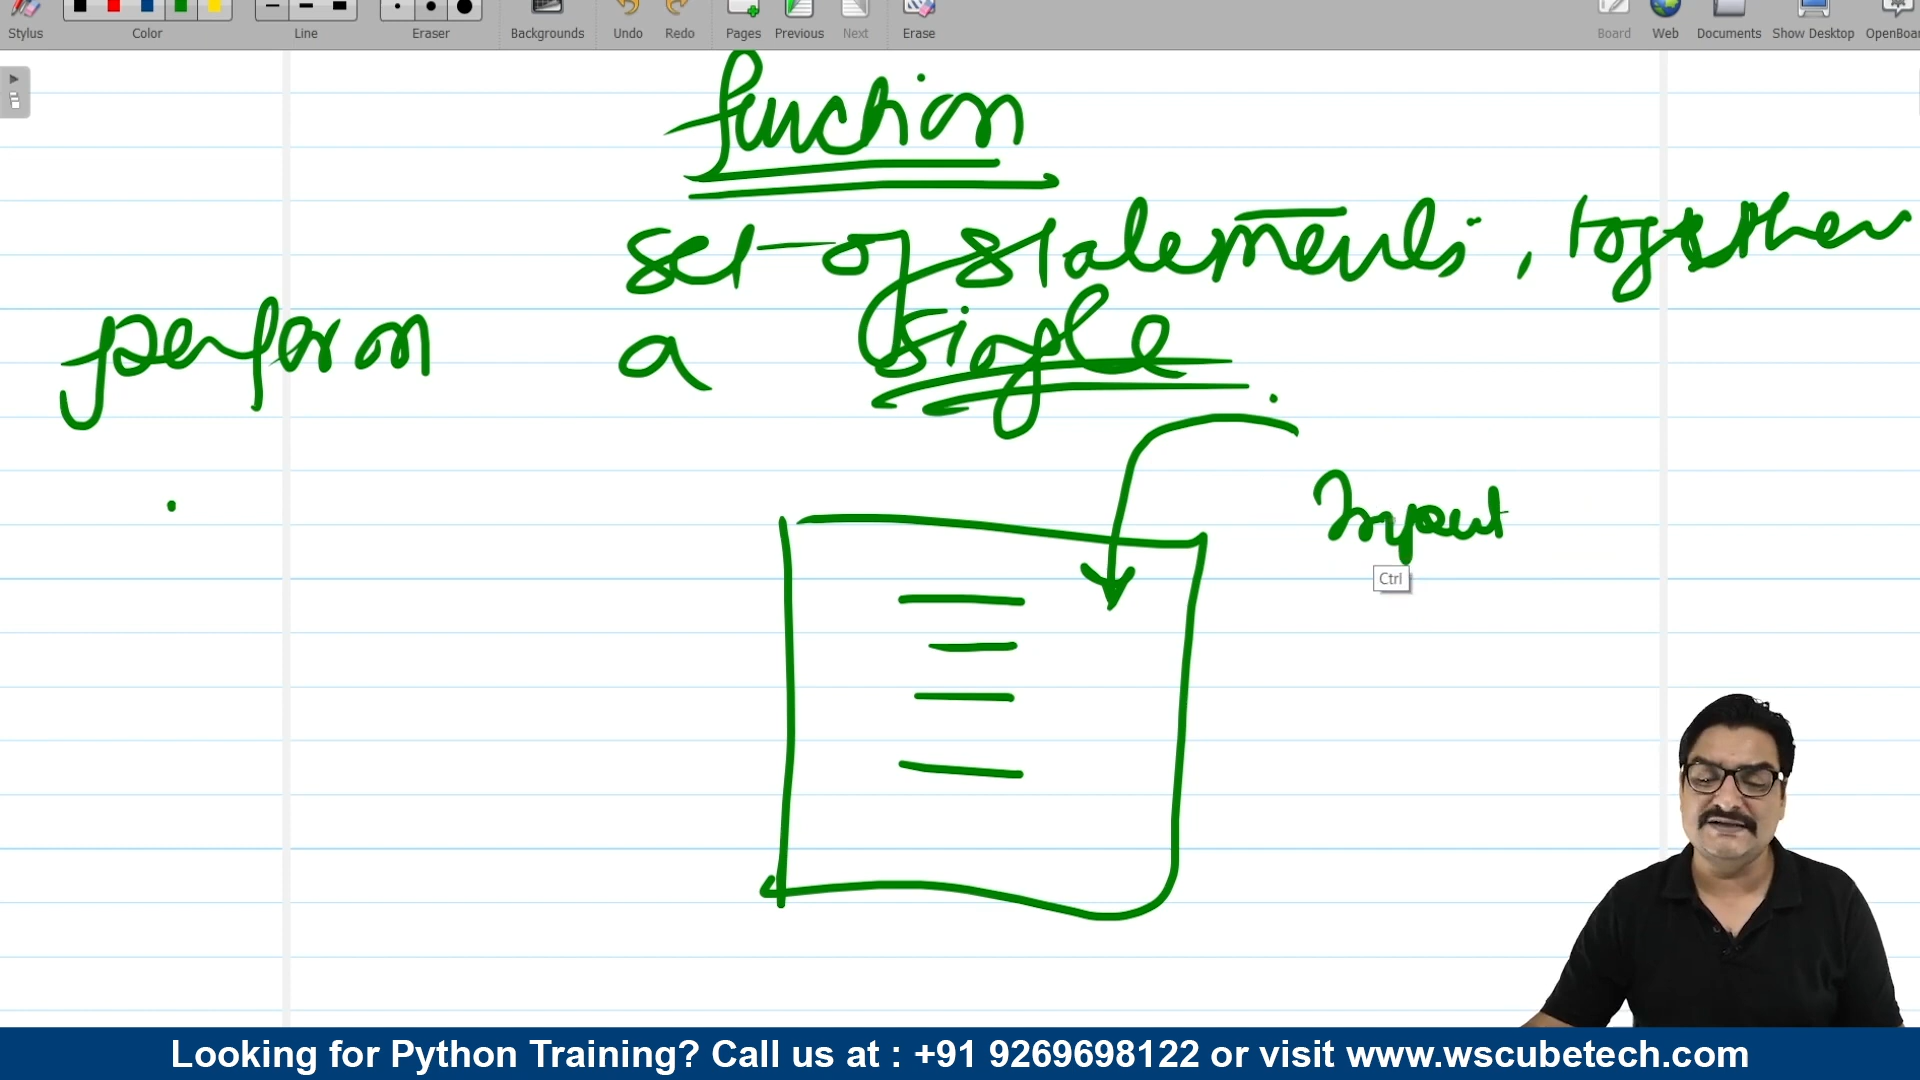 Stylus Color Line Eraser Backgrounds Undo Redo Pages Previous Next Erase Board Web Documents Show Desktop OpenBoar
function
set of statements, together
perform a single
Input
Ctrl
Looking for Python Training? Call us at : +91 9269698122 or visit www.wscubetech.com